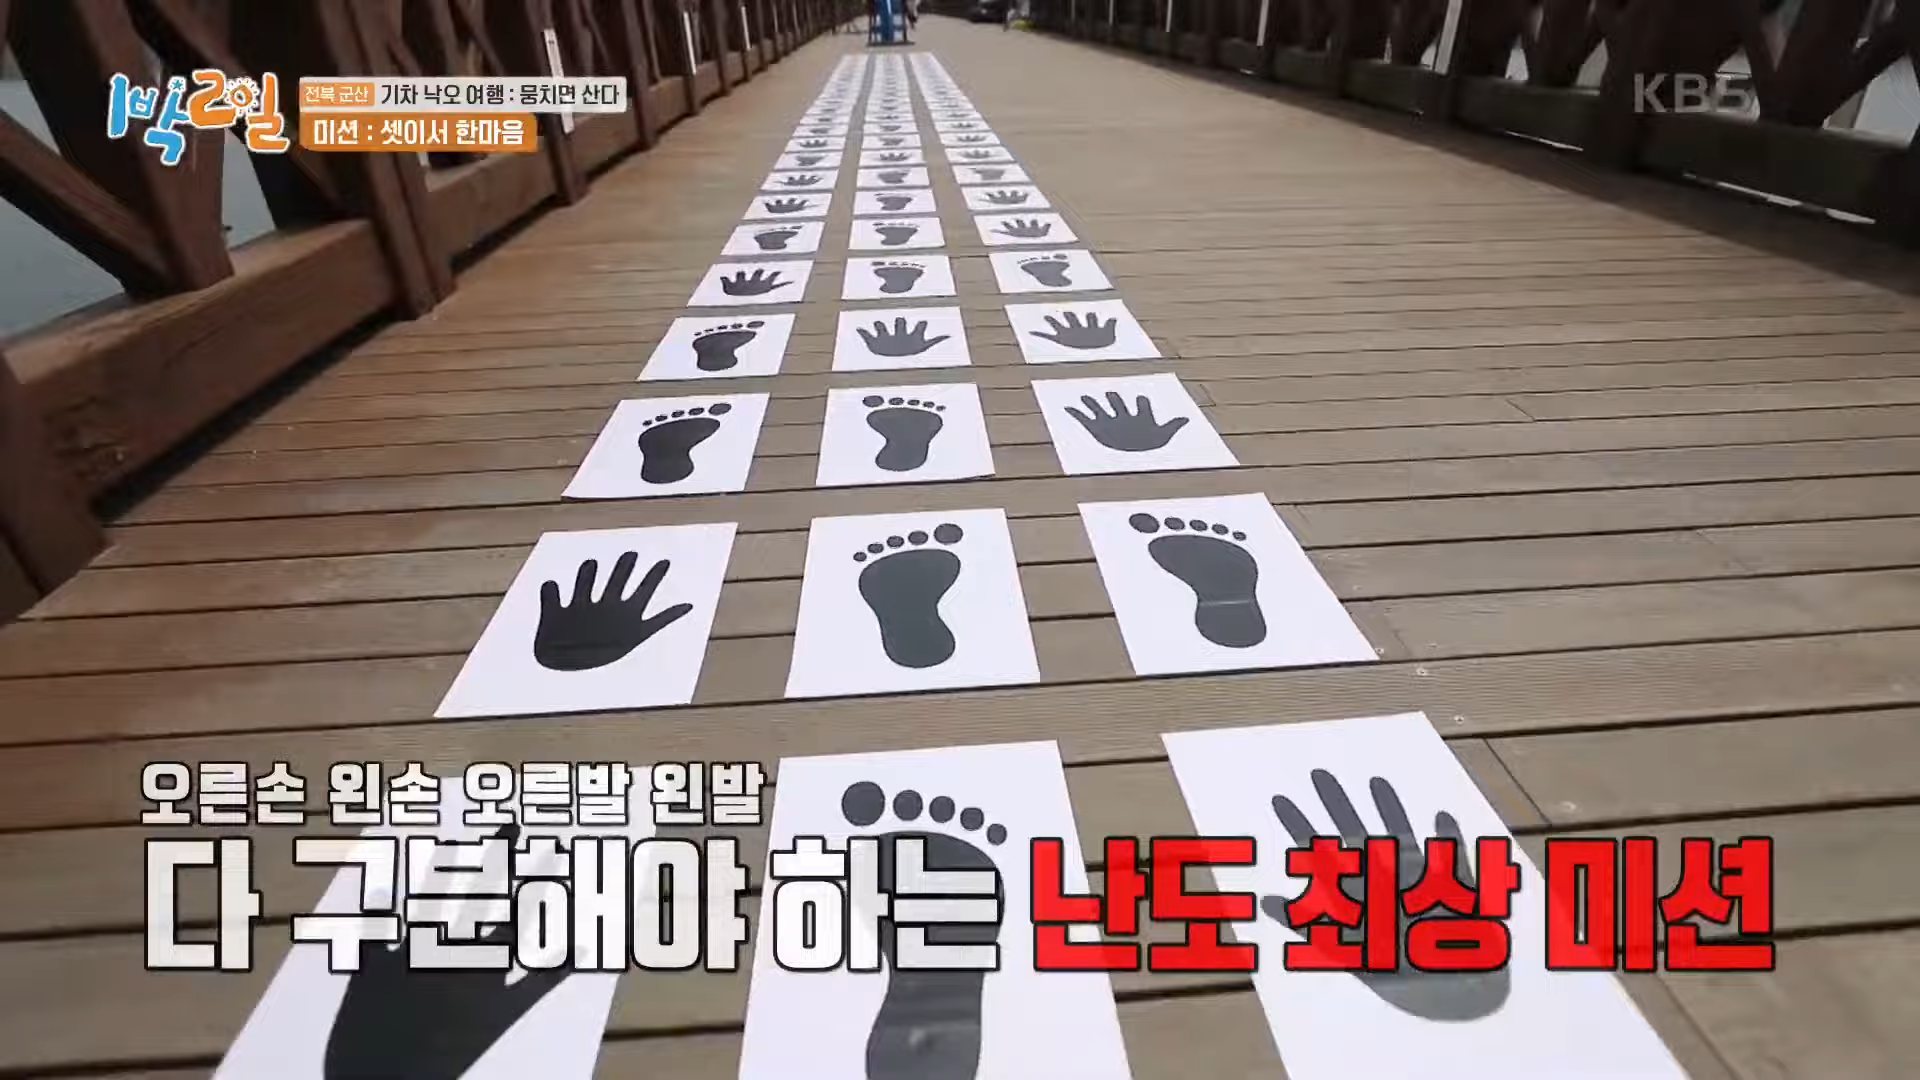 1박2일
전북 군산 기차 낙오 여행 : 뭉치면 산다
미션 : 셋이서 한마음
오른손 왼손 오른발 왼발
다 구분해야 하는 난도 최상 미션